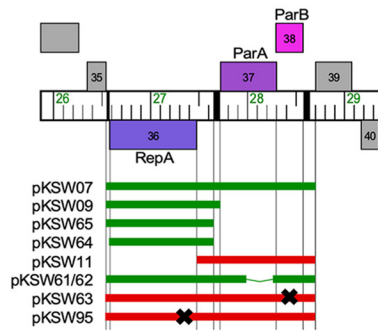 ParB
38
ParA
35 37 39
26 27 28 29
36 40
RepA
pKSW07
pKSW09
pKSW65
pKSW64
pKSW11
pKSW61/62
pKSW63
pKSW95